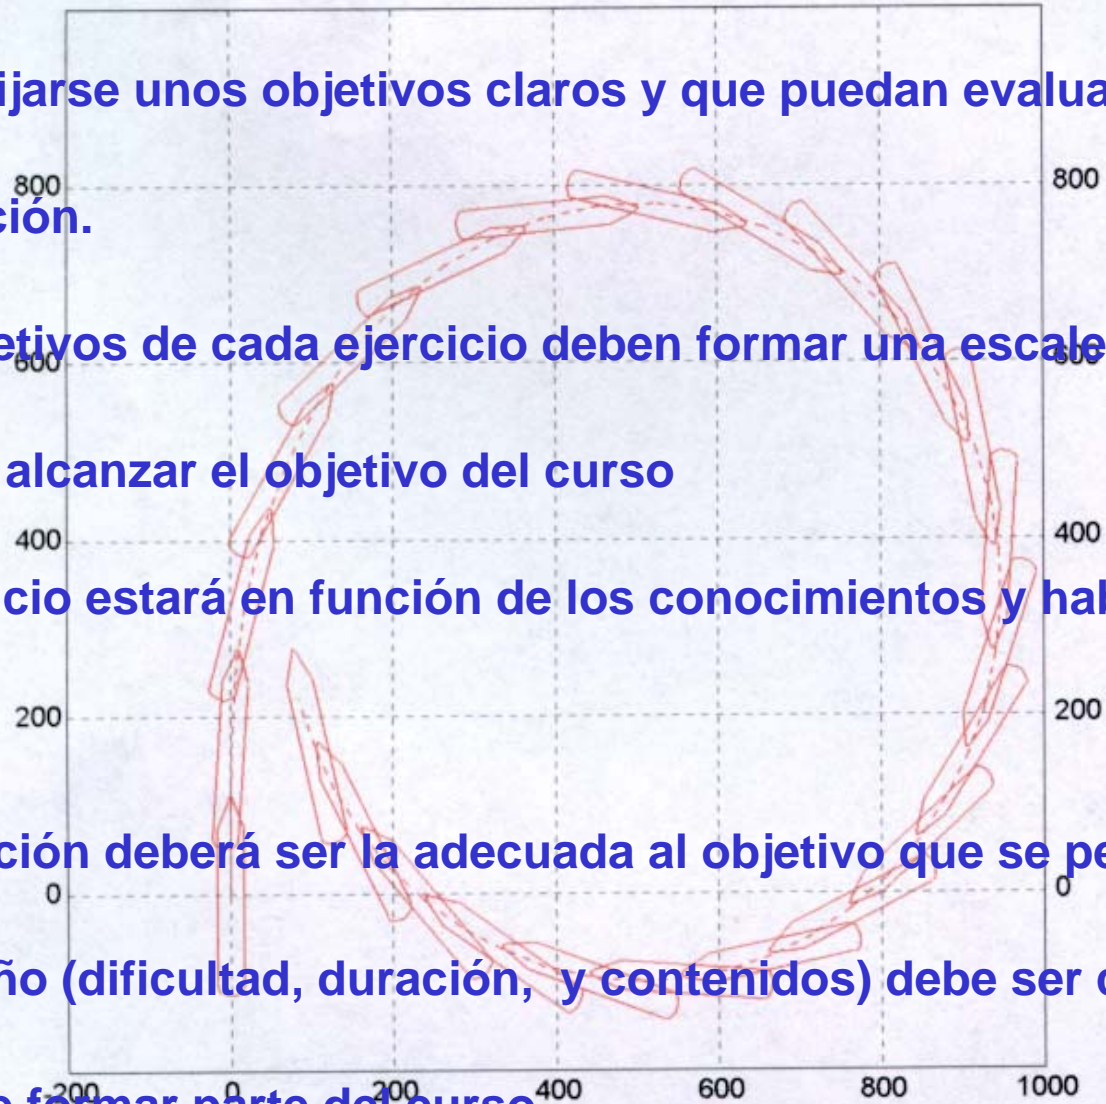 ijarse unos objetivos claros y que puedan evalua
800 800
ción.
etivos de cada ejercicio deben formar una escale
600 600
alcanzar el objetivo del curso
400 400
cio estará en función de los conocimientos y hab
200 200
ción deberá ser la adecuada al objetivo que se pe
0 0
ño (dificultad, duración, y contenidos) debe ser
-200 0 200 400 600 800 1000
formar parte del curso